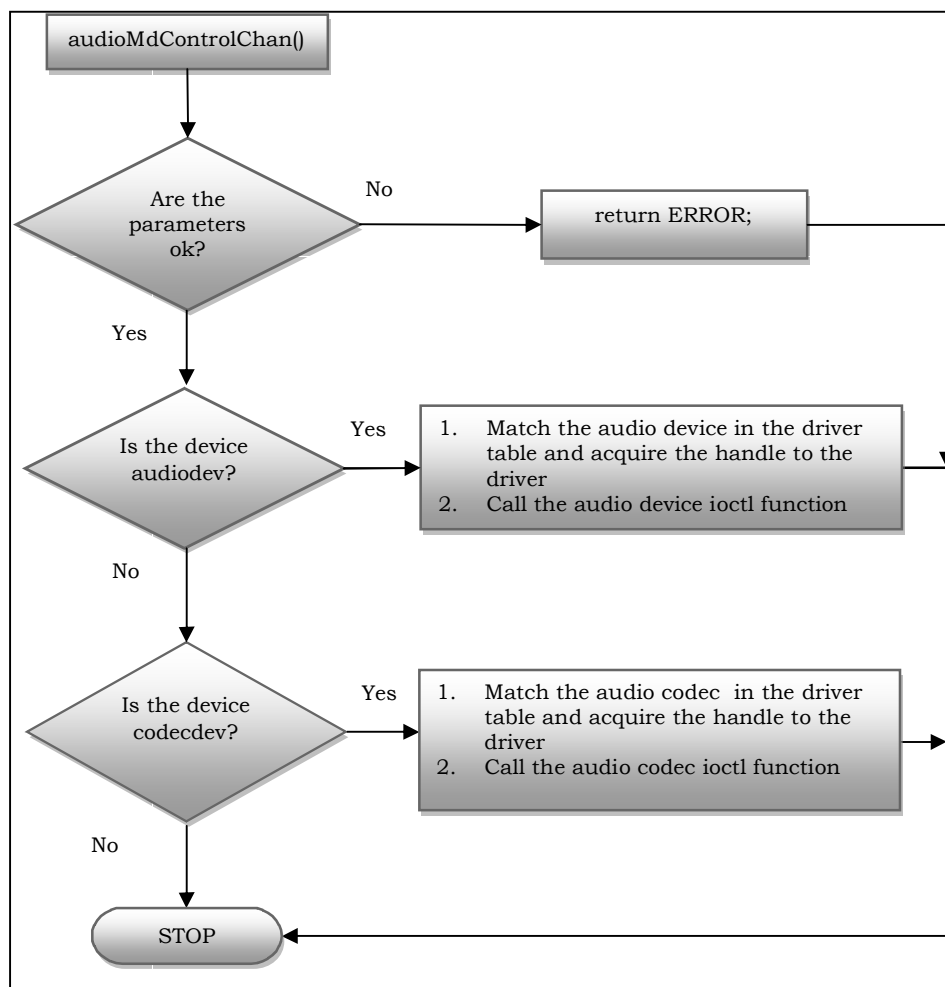 audioMdControlChan()
Are the
parameters
ok?
No
return ERROR;
Yes
Is the device
audiodev?
Yes
1. Match the audio device in the driver
table and acquire the handle to the
driver
2. Call the audio device ioctl function
No
Is the device
codecdev?
Yes
1. Match the audio codec in the driver
table and acquire the handle to the
driver
2. Call the audio codec ioctl function
No
STOP